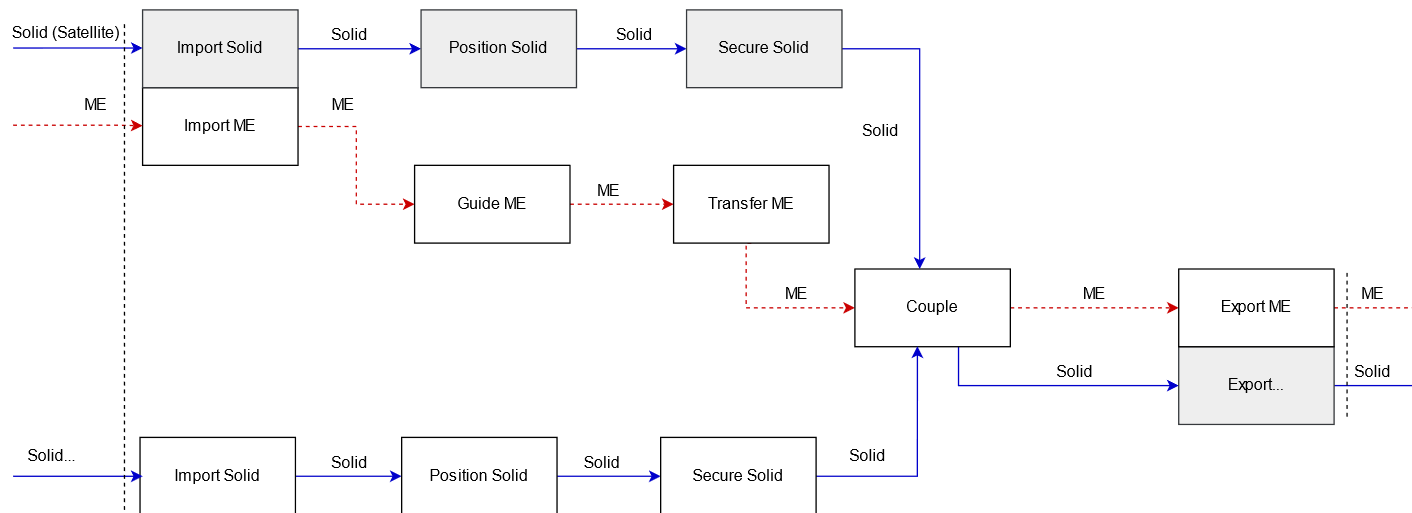 Solid (Satellite)
Import Solid
Solid
Position Solid
Solid
Secure Solid
Solid
ME
Import ME
ME
Guide ME
ME
Transfer ME
ME
Couple
ME
Export ME
ME
Solid
Export...
Solid
Solid...
Import Solid
Solid
Position Solid
Solid
Secure Solid
Solid